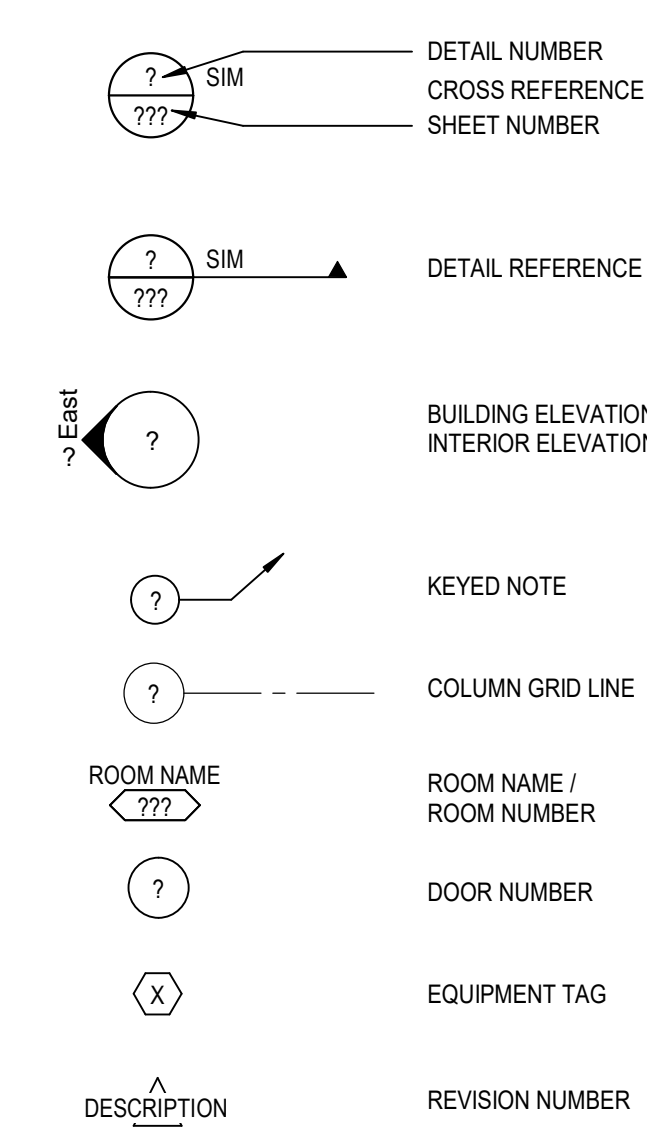 ? SIM DETAIL NUMBER
CROSS REFERENCE
??? SHEET NUMBER
? SIM DETAIL REFERENCE
???
? East ? BUILDING ELEVATION
INTERIOR ELEVATION
? KEYED NOTE
? COLUMN GRID LINE
ROOM NAME ROOM NAME /
??? ROOM NUMBER
? DOOR NUMBER
X EQUIPMENT TAG
DESCRIPTION REVISION NUMBER